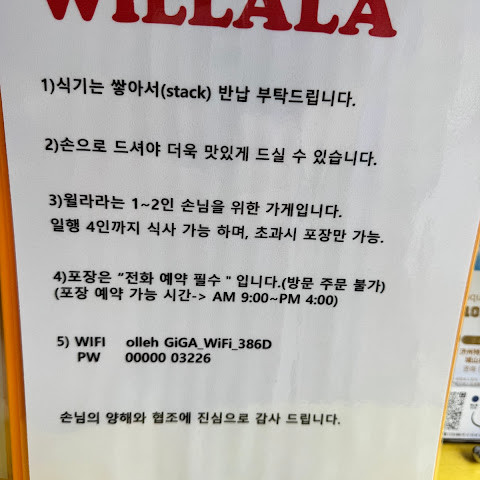 WILLALA
1)식기는 쌓아서(stack) 반납 부탁드립니다.
2)손으로 드셔야 더욱 맛있게 드실 수 있습니다.
3)윌라라는 1~2인 손님을 위한 가게입니다.
일행 4인까지 식사 가능 하며, 초과시 포장만 가능.
4)포장은 “전화 예약 필수 " 입니다.(방문 주문 불가)
(포장 예약 가능 시간-> AM 9:00~PM 4:00)
5) WIFI olleh GiGA_WiFi_386D
PW 00000 03226
손님의 양해와 협조에 진심으로 감사 드립니다.